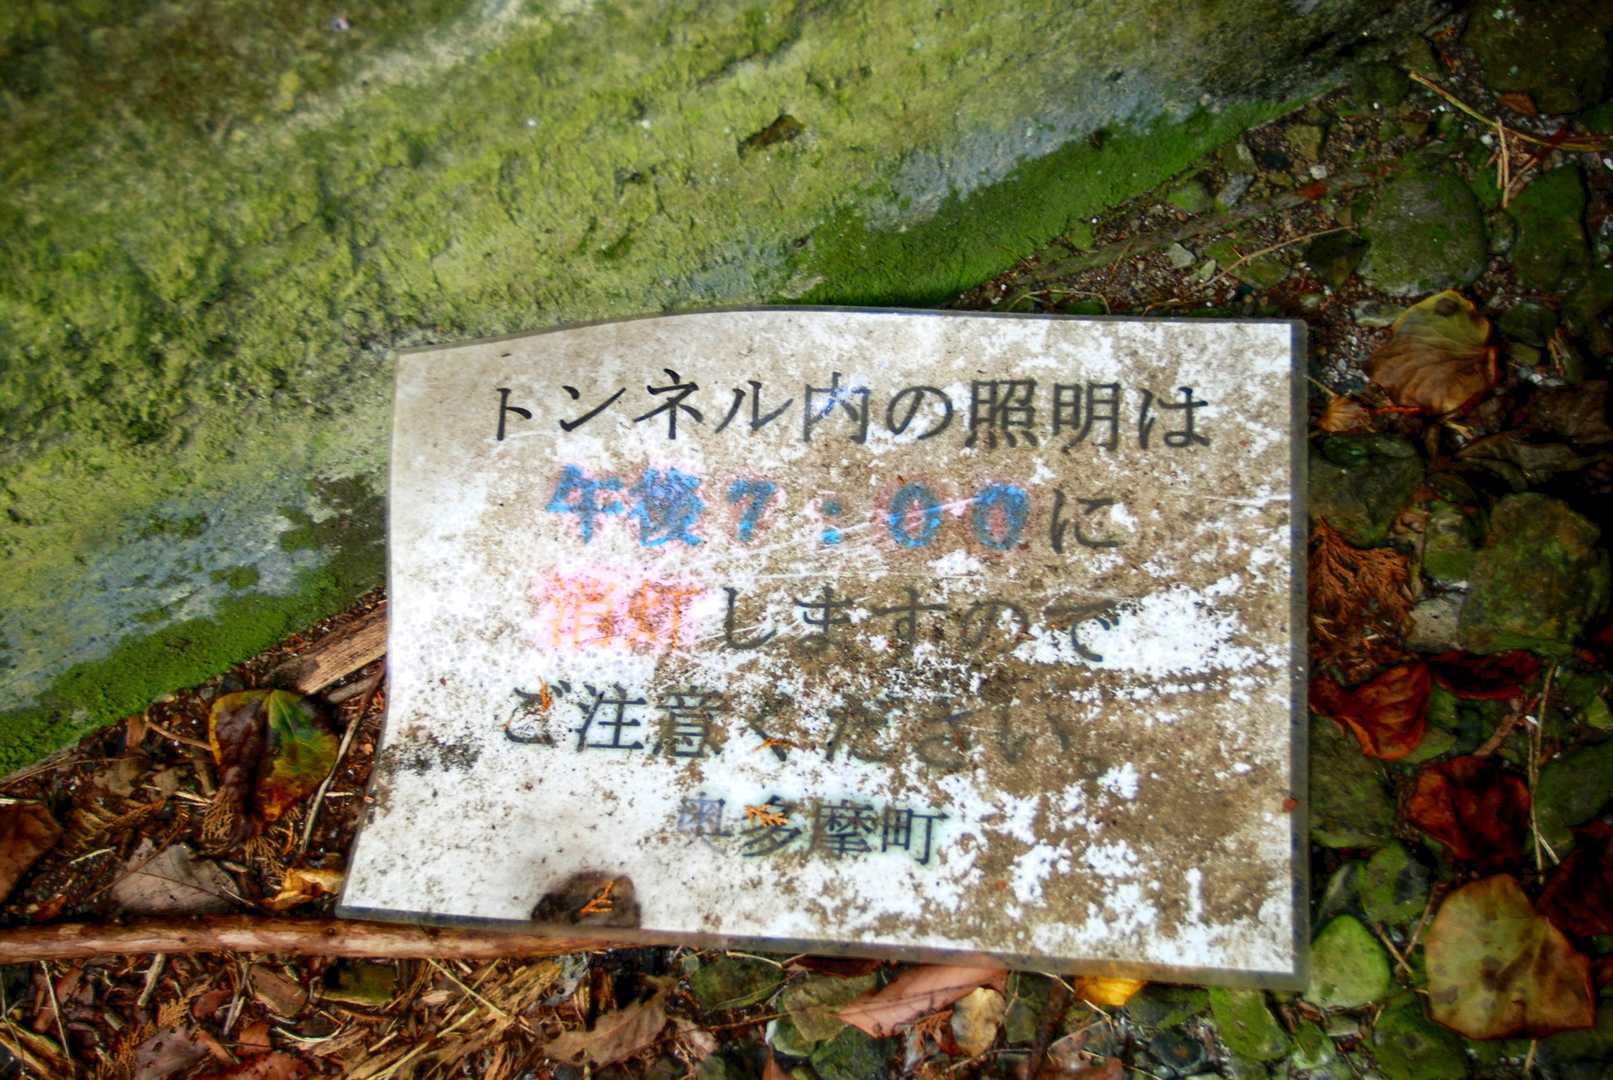 トンネル内の照明は
午後7:00に
消灯しますので
ご注意ください
奥多摩町